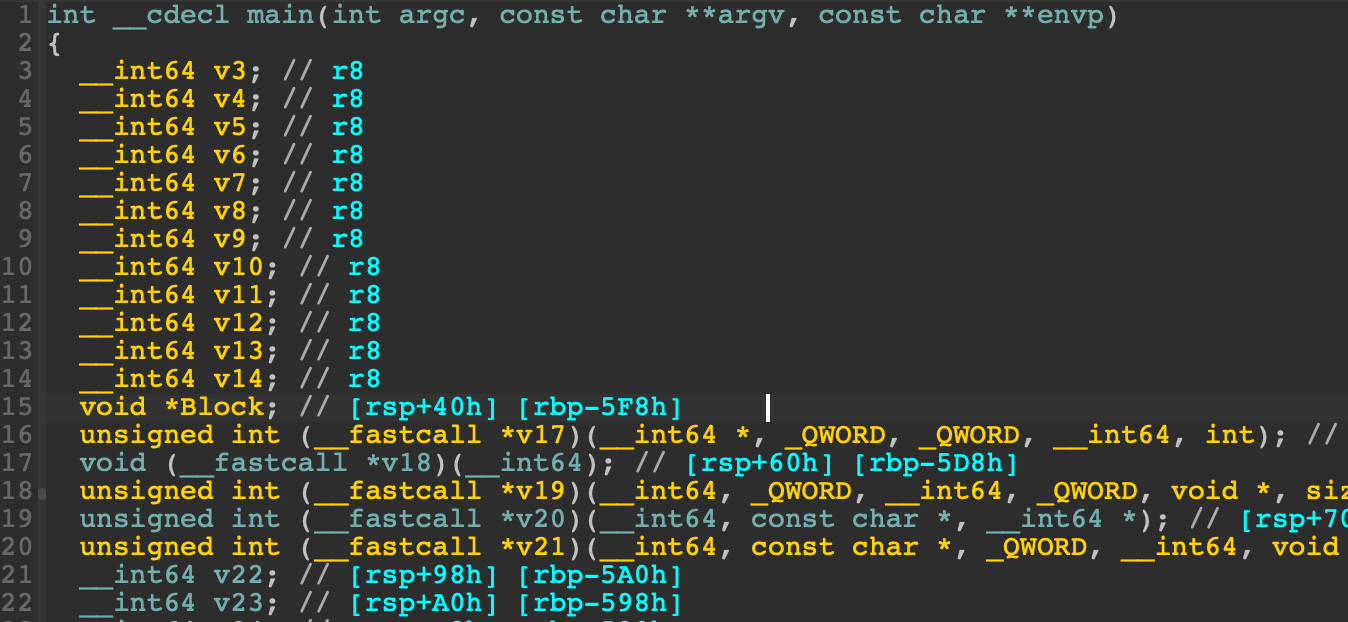 1 int __cdecl main(int argc, const char **argv, const char **envp)
2 {
3 __int64 v3; // r8
4 __int64 v4; // r8
5 __int64 v5; // r8
6 __int64 v6; // r8
7 __int64 v7; // r8
8 __int64 v8; // r8
9 __int64 v9; // r8
10 __int64 v10; // r8
11 __int64 v11; // r8
12 __int64 v12; // r8
13 __int64 v13; // r8
14 __int64 v14; // r8
15 void *Block; // [rsp+40h] [rbp-5F8h]
16 unsigned int (__fastcall *v17)(__int64 *, _QWORD, _QWORD, __int64, int); //
17 void (__fastcall *v18)(__int64); // [rsp+60h] [rbp-5D8h]
18 unsigned int (__fastcall *v19)(__int64, _QWORD, __int64, _QWORD, void *, siz
19 unsigned int (__fastcall *v20)(__int64, const char *, __int64 *); // [rsp+70
20 unsigned int (__fastcall *v21)(__int64, const char *, _QWORD, __int64, void
21 __int64 v22; // [rsp+98h] [rbp-5A0h]
22 __int64 v23; // [rsp+A0h] [rbp-598h]